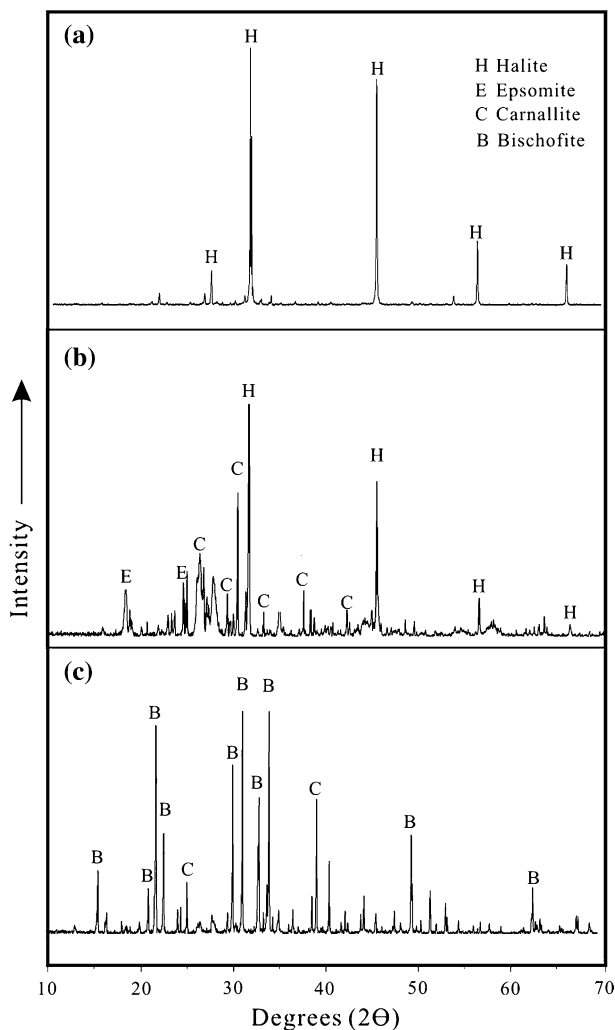 (a)
H
H
H Halite
E Epsomite
C Carnallite
B Bischofite
H
H
H
(b)
H
C
H
C
E
E
C
C
C
C
H
H
(c)
B
B
B
B
B
C
B
B
B
B
C
B
Intensity
10 20 30 40 50 60 70
Degrees (2Θ)